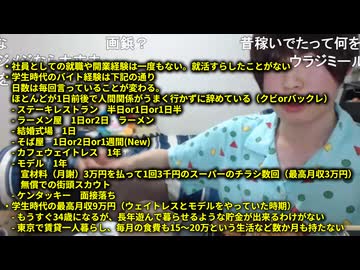 画鋲？
昔稼いでたって何を
ウラジミール
・社員としての就職や開業経験は一度もない。就活すらしたことがない
・学生時代のバイト経験は下記の通り
日数は毎回言っていることが変わる。
ほとんどが1日前後で人間関係がうまく行かずに辞めている（クビorバックレ）
- ステーキレストラン　半日or1日or1日半
- ラーメン屋　1日or2日　ラーメン
- 結婚式場　1日
- そば屋　1日or2日or1週間(New)
- カフェウェイトレス　1年
- モデル　1年
宣材料（月謝）3万円を払って1回3千円のスーパーのチラシ数回（最高月収3万円）
無償での街頭スカウト
- ケンタッキー　面接落ち
・学生時代の最高月収9万円（ウェイトレスとモデルをやっていた時期）
- もうすぐ34歳になるが、長年遊んで暮らせるような貯金が出来るわけがない
- 東京で賃貸一人暮らし、毎月の食費も15～20万という生活など数か月も持たない